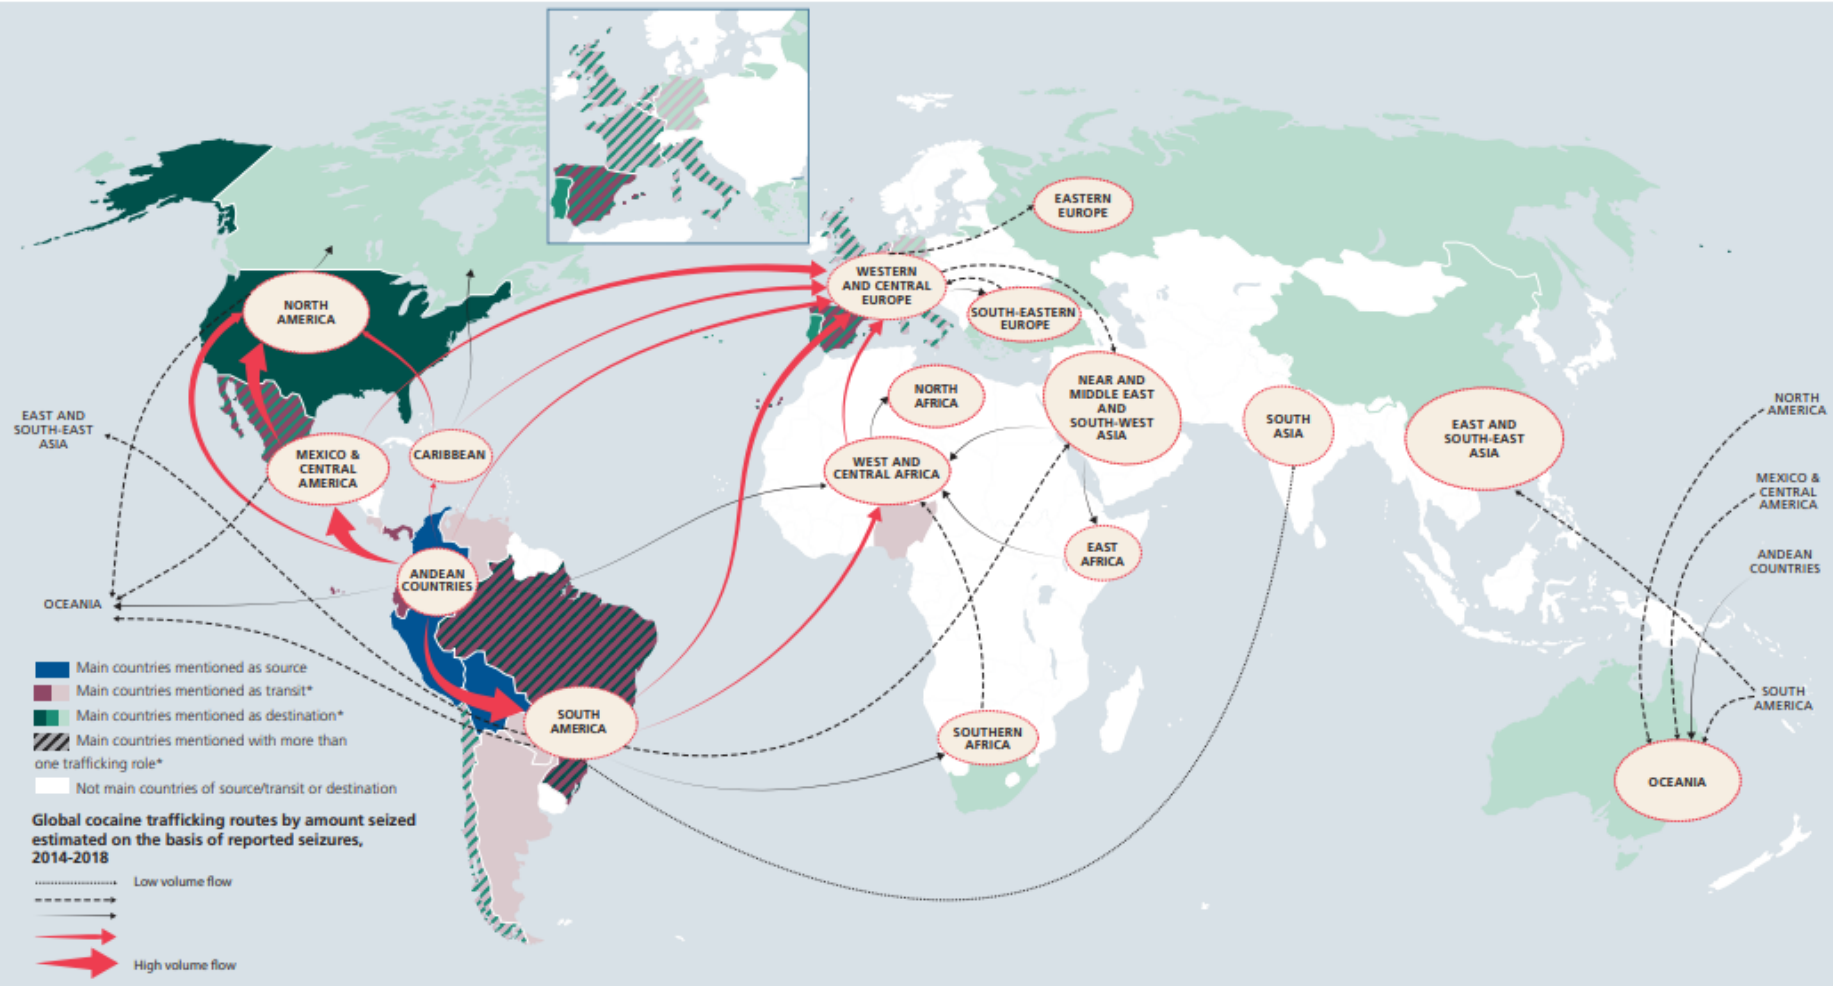 NORTH
AMERICA
EAST AND
SOUTH-EAST
ASIA
MEXICO &
CENTRAL
AMERICA
CARIBBEAN
ANDEAN
COUNTRIES
OCEANIA
SOUTH
AMERICA
WESTERN
AND CENTRAL
EUROPE
EASTERN
EUROPE
SOUTH-EASTERN
EUROPE
NORTH
AFRICA
NEAR AND
MIDDLE EAST
AND
SOUTH-WEST
ASIA
WEST AND
CENTRAL AFRICA
EAST
AFRICA
SOUTHERN
AFRICA
SOUTH
ASIA
EAST AND
SOUTH-EAST
ASIA
NORTH
AMERICA
MEXICO &
CENTRAL
AMERICA
ANDEAN
COUNTRIES
SOUTH
AMERICA
OCEANIA
Main countries mentioned as source
Main countries mentioned as transit*
Main countries mentioned as destination*
Main countries mentioned with more than
one trafficking role*
Not main countries of source/transit or destination
Global cocaine trafficking routes by amount seized
estimated on the basis of reported seizures,
2014-2018
Low volume flow
High volume flow